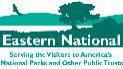 Eastern National
Serving the Visitors to America's
National Parks and Other Public Trusts